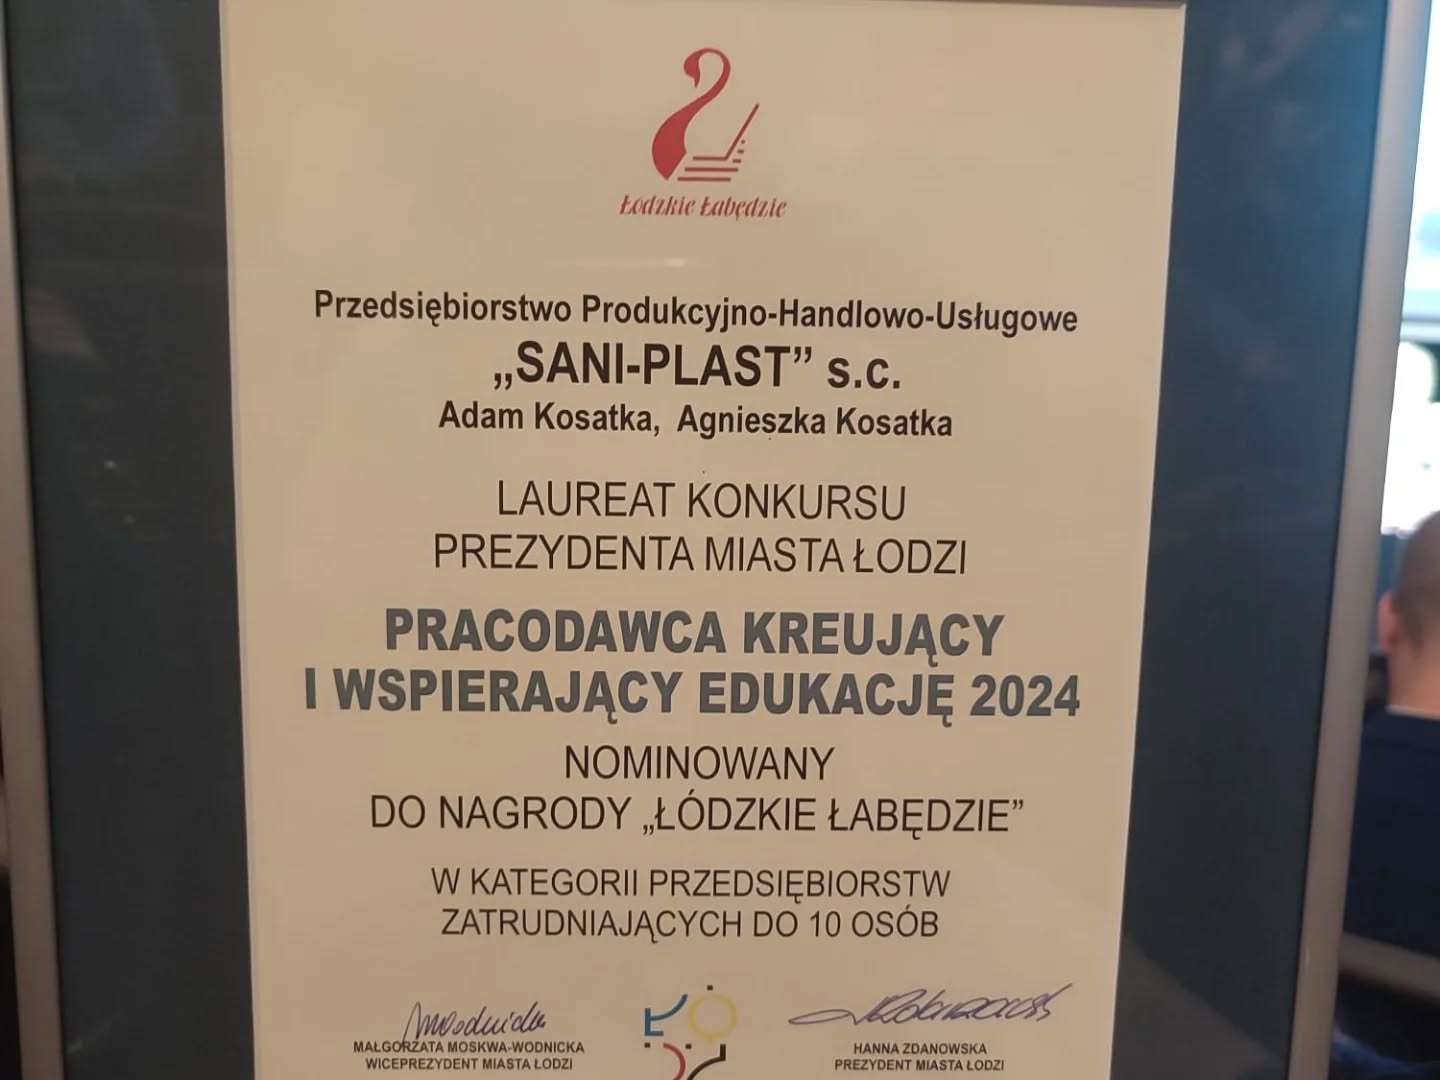 Łódzkie Łabędzie
Przedsiębiorstwo Produkcyjno-Handlowo-Usługowe
„SANI-PLAST” s.c.
Adam Kosatka, Agnieszka Kosatka
LAUREAT KONKURSU
PREZYDENTA MIASTA ŁODZI
PRACODAWCA KREUJĄCY
I WSPIERAJĄCY EDUKACJĘ 2024
NOMINOWANY
DO NAGRODY „ŁÓDZKIE ŁABĘDZIE”
W KATEGORII PRZEDSIĘBIORSTW
ZATRUDNIAJĄCYCH DO 10 OSÓB
MAŁGORZATA MOSKWA-WODNICKA
WICEPREZYDENT MIASTA ŁODZI
HANNA ZDANOWSKA
PREZYDENT MIASTA ŁODZI